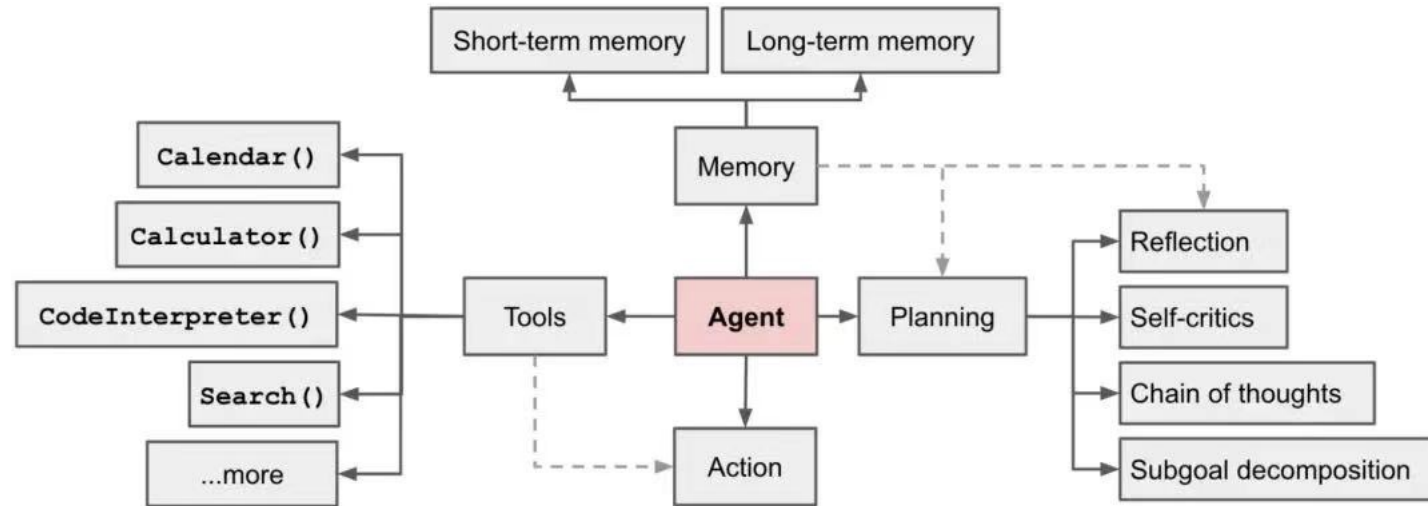 Short-term memory
Long-term memory
Calendar()
Memory
Calculator()
Reflection
CodeInterpreter()
Tools
Agent
Planning
Self-critics
Search()
Chain of thoughts
...more
Action
Subgoal decomposition